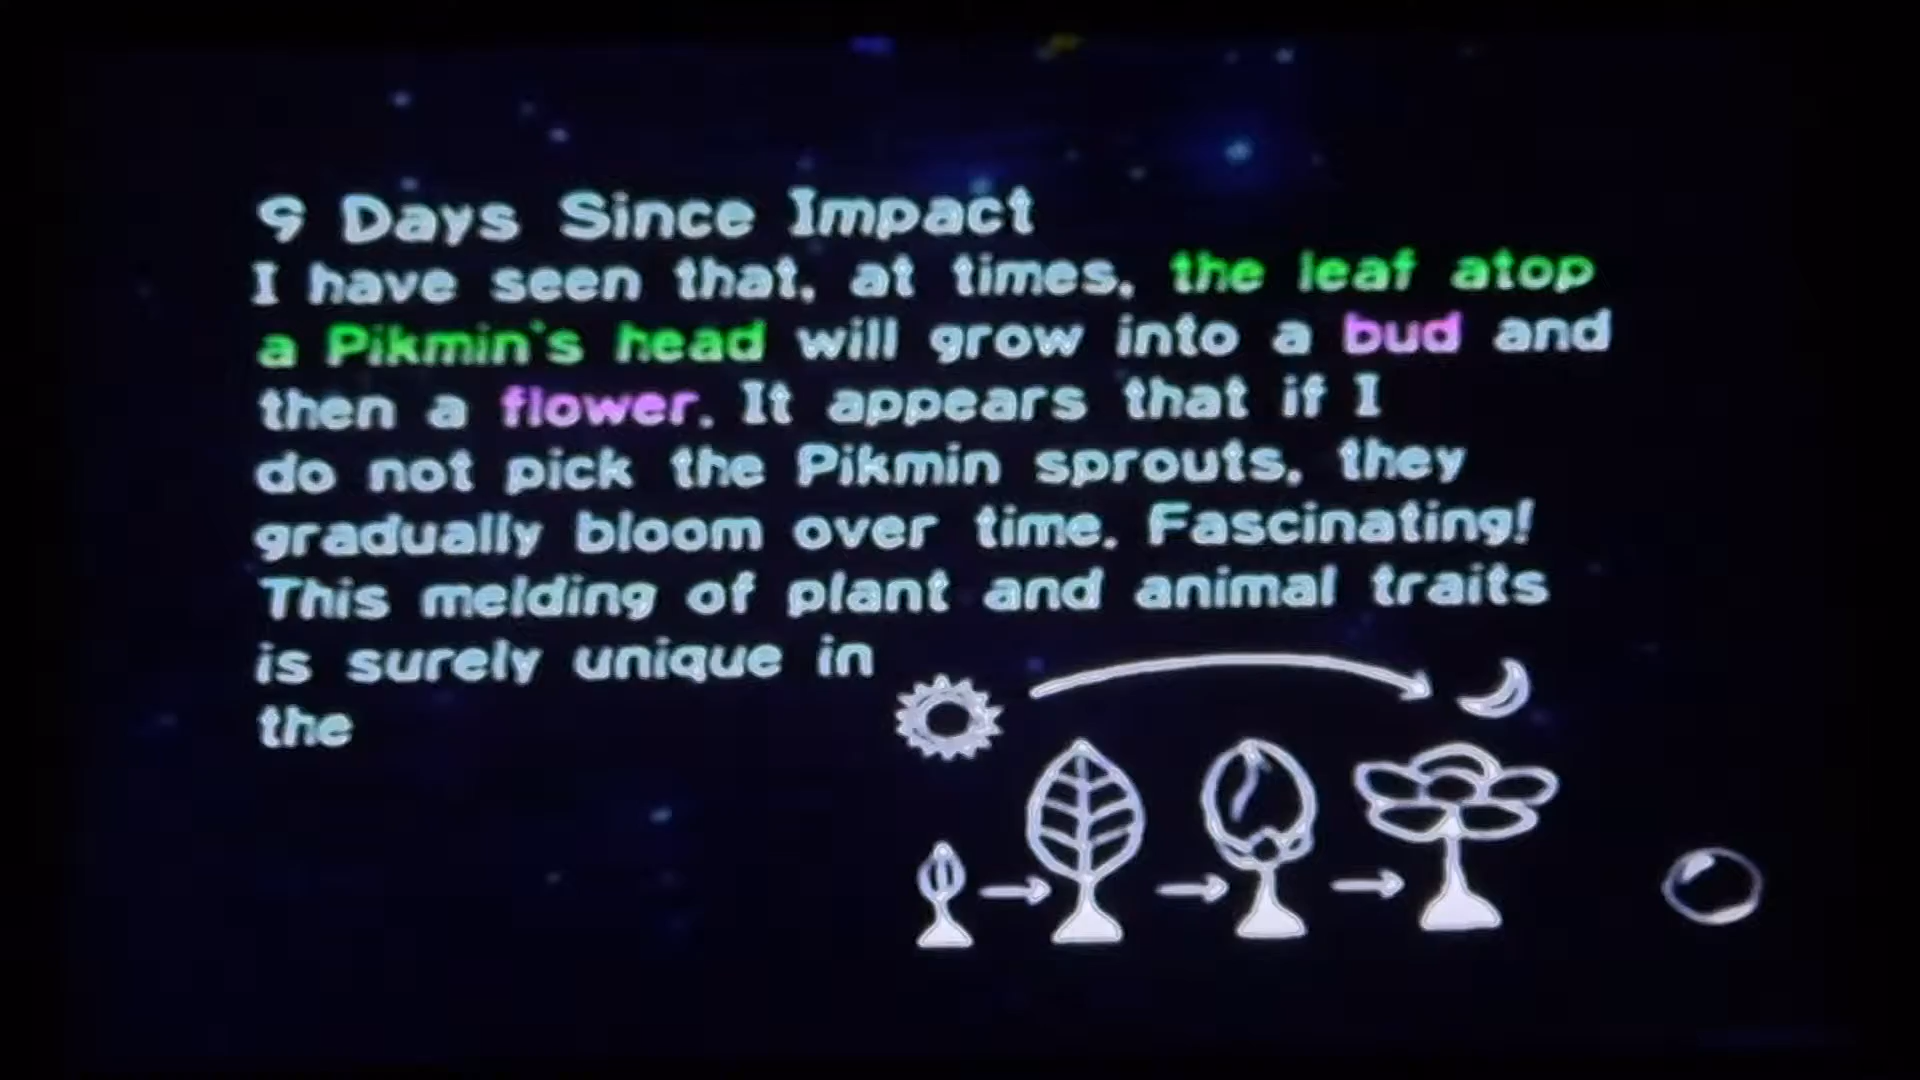 9 Days Since Impact
I have seen that, at times, the leaf atop
a Pikmin's head will grow into a bud and
then a flower. It appears that if I
do not pick the Pikmin sprouts, they
gradually bloom over time. Fascinating!
This melding of plant and animal traits
is surely unique in
the